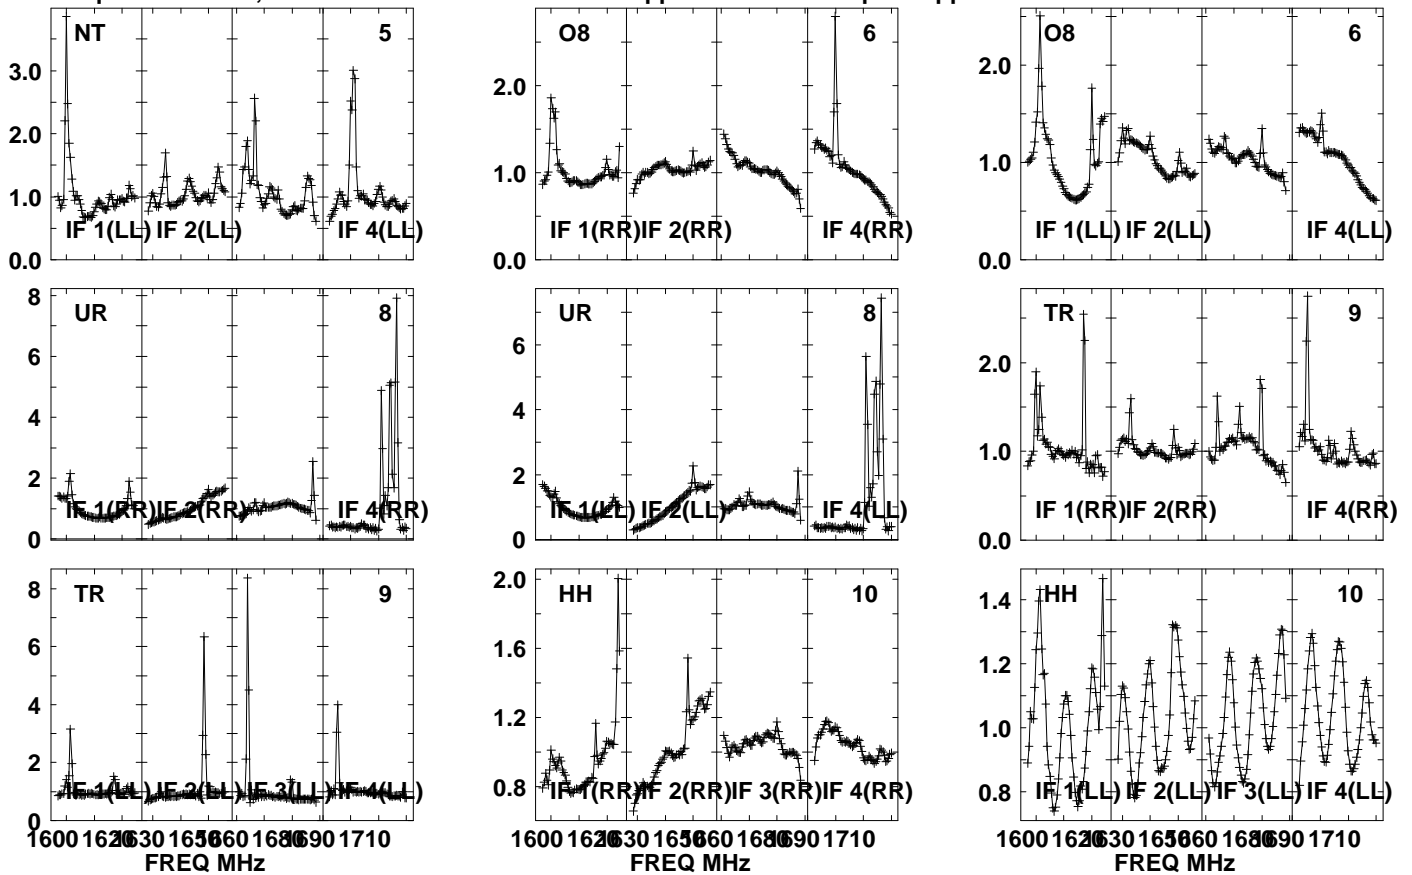 NT 5 O8 6 O8 6
3.0 2.0 2.0
2.0
1.0 1.0 1.0
IF 1(LL) IF 2(LL) IF 4(LL) IF 1(RR) IF 2(RR) IF 4(RR) IF 1(LL) IF 2(LL) IF 4(LL)
0.0 0.0 0.0
UR 8 UR 8 TR 9
8
6 6 2.0
4 4
2 2 1.0
IF 1(RR) IF 2(RR) IF 4(RR) IF 1(LL) IF 2(LL) IF 4(LL) IF 1(RR) IF 2(RR) IF 4(RR)
0 0 0.0
TR 9 HH 10 HH 10
8 2.0 1.4
6 1.6 1.2
4 1.2 1.0
2
IF 1(LL) IF 2(LL) IF 3(LL) IF 4(LL) IF 1(RR) IF 2(RR) IF 3(RR) IF 4(RR) IF 1(LL) IF 2(LL) IF 3(LL) IF 4(LL)
0 0.8 0.8
1600 1620 1630 1650 1660 1680 1690 1710 1600 1620 1630 1650 1660 1680 1690 1710 1600 1620 1630 1650 1660 1680 1690 1710
FREQ MHz FREQ MHz FREQ MHz